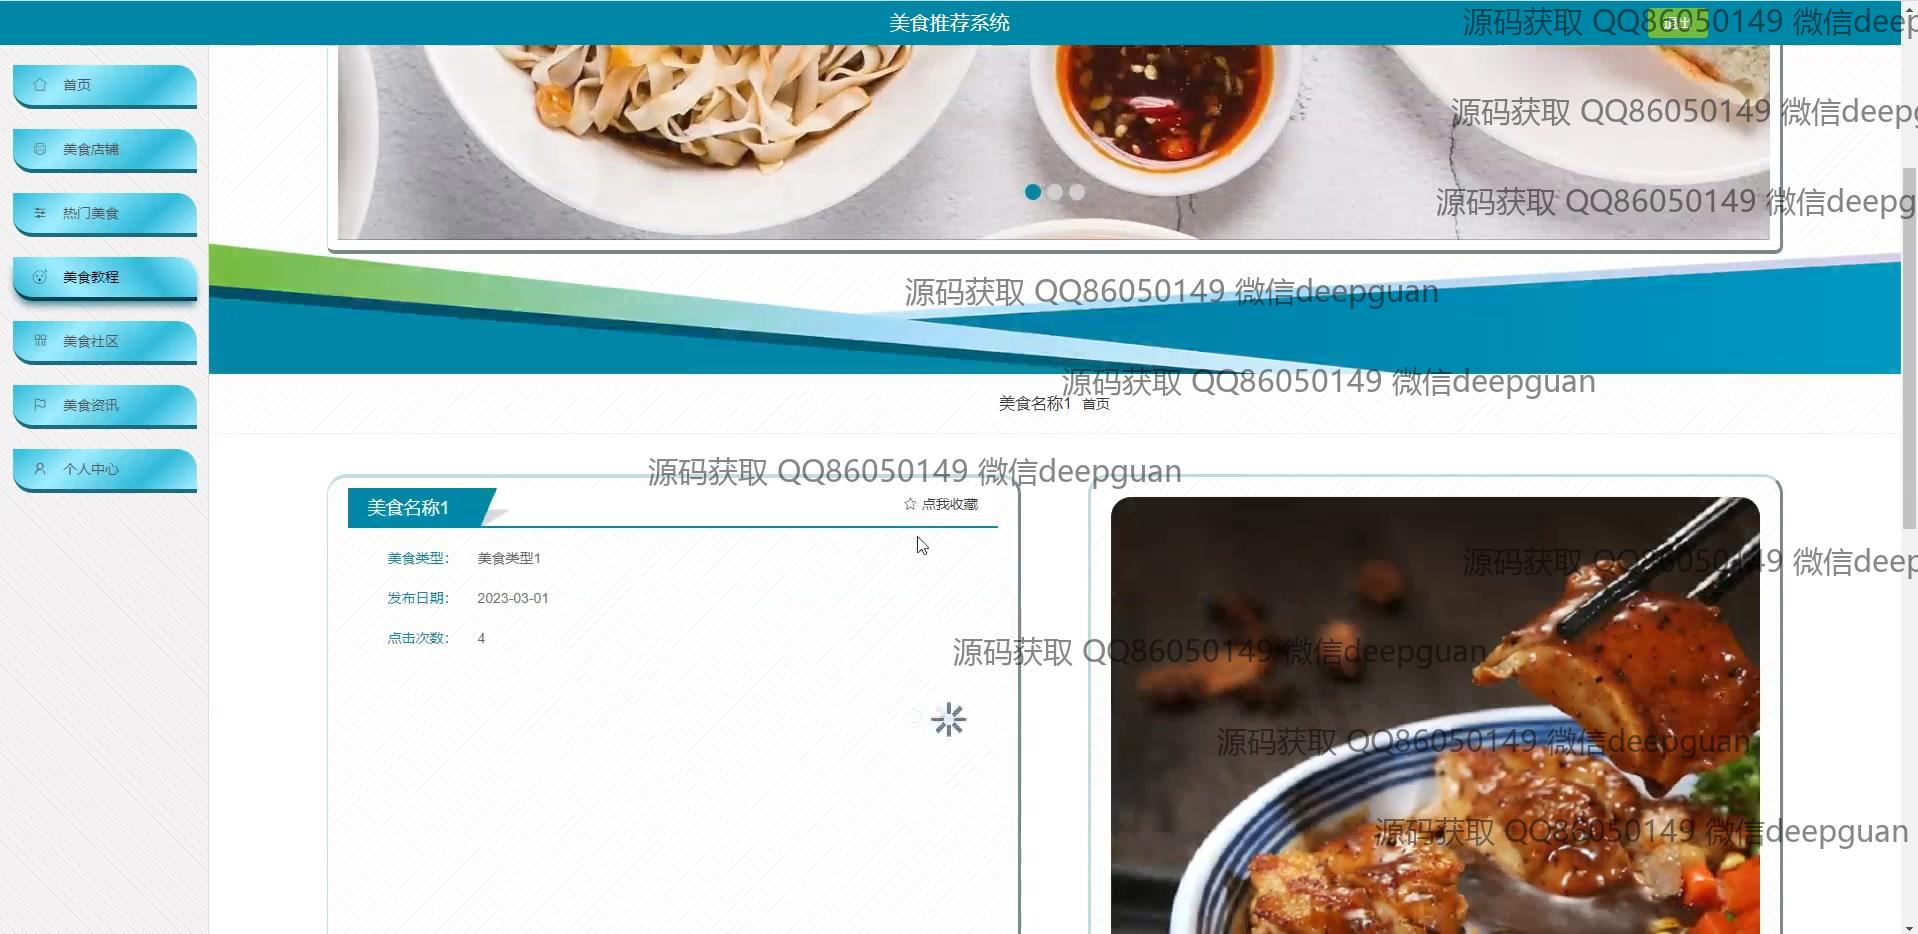 美食推荐系统
退出
源码获取 QQ86050149 微信deepg
首页
源码获取 QQ86050149 微信deepg
美食店铺
源码获取 QQ86050149 微信deepg
热门美食
美食教程
源码获取 QQ86050149 微信deepguan
美食社区
源码获取 QQ86050149 微信deepguan
美食资讯
美食名称1 首页
个人中心
源码获取 QQ86050149 微信deepguan
美食名称1
点我收藏
美食类型： 美食类型1
源码获取 QQ86050149 微信deep
发布日期： 2023-03-01
点击次数： 4
源码获取 QQ86050149 微信deepguan
源码获取 QQ86050149 微信deepguan
源码获取 QQ86050149 微信deepguan